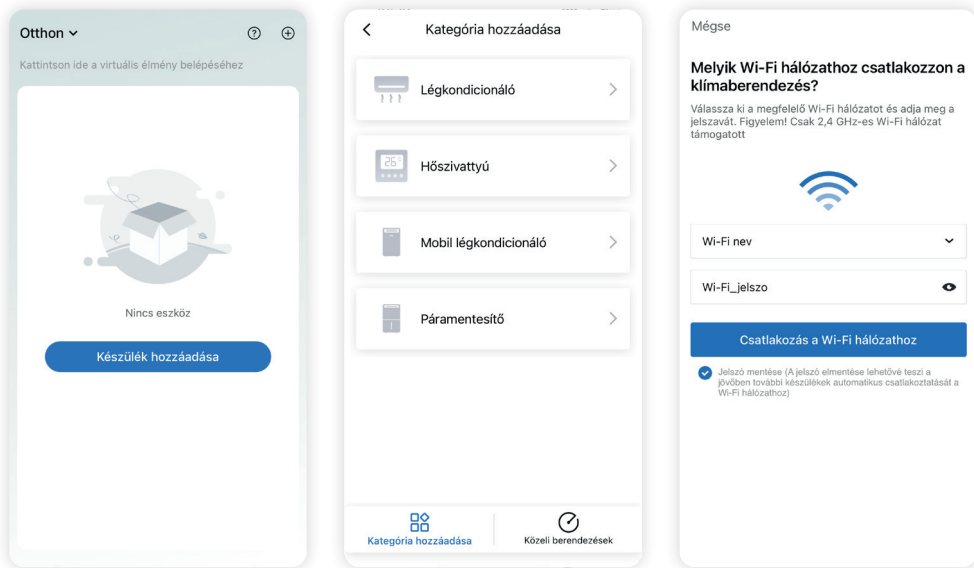 Otthon
Kattintson ide a virtuális élmény belépéséhez
Nincs eszköz
Készülék hozzáadása
Kategória hozzáadása
Légkondicionáló
26°
Hőszivattyú
Mobil légkondicionáló
Páramentesítő
Kategória hozzáadása
Közeli berendezések
Mégse
Melyik Wi-Fi hálózathoz csatlakozzon a
klímaberendezés?
Válassza ki a megfelelő Wi-Fi hálózatot és adja meg a
jelszavát. Figyelem! Csak 2,4 GHz-es Wi-Fi hálózat
támogatott
Wi-Fi nev
Wi-Fi_jelszo
Csatlakozás a Wi-Fi hálózathoz
Jelszó mentése (A jelszó elmentése lehetővé teszi a
jövőben további készülékek automatikus csatlakoztatását a
Wi-Fi hálózathoz)